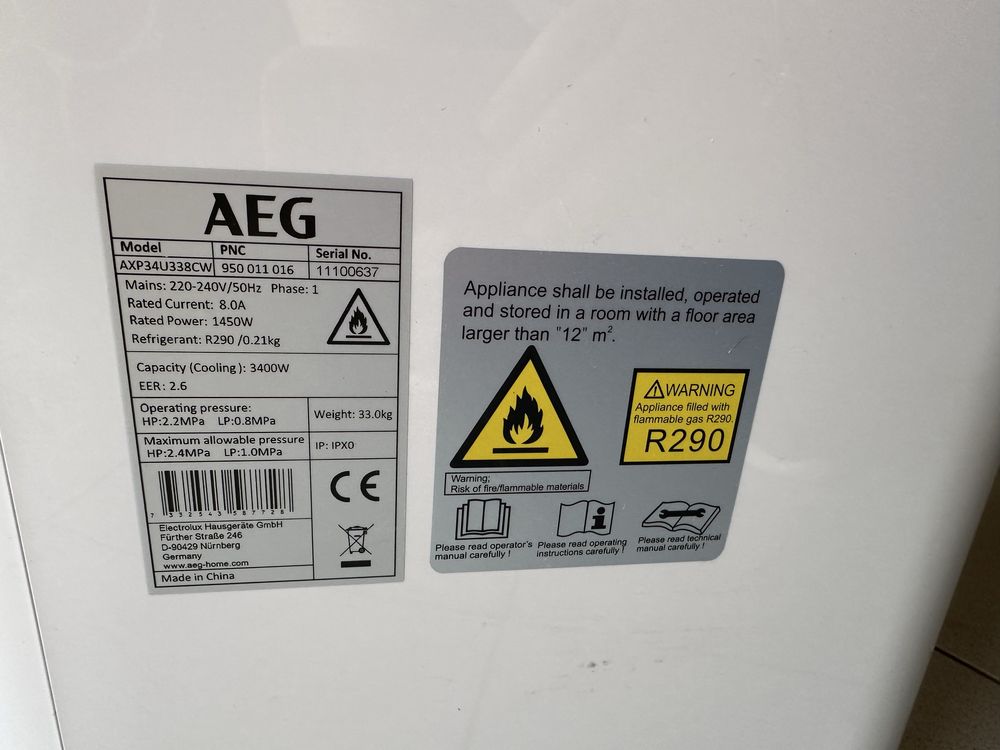 AEG
Model PNC Serial No.
AXP34U338CW 950 011 016 11100637
Mains: 220-240V/50Hz Phase: 1
Rated Current: 8.0A
Rated Power: 1450W
Refrigerant: R290 /0.21kg
Capacity (Cooling): 3400W
EER: 2.6
Operating pressure:
HP:2.2MPa LP:0.8MPa
Weight: 33.0kg
Maximum allowable pressure
HP:2.4MPa LP:1.0MPa
IP: IPX0
7 332543 587728
CE
Electrolux Hausgeräte GmbH
Fürther Straße 246
D-90429 Nürnberg
Germany
www.aeg-home.com
Made in China
Appliance shall be installed, operated
and stored in a room with a floor area
larger than "12" m².
WARNING
Appliance filled with
flammable gas R290.
R290
Warning;
Risk of fire/flammable materials
Please read operator's
manual carefully !
Please read operating
instructions carefully !
Please read technical
manual carefully !